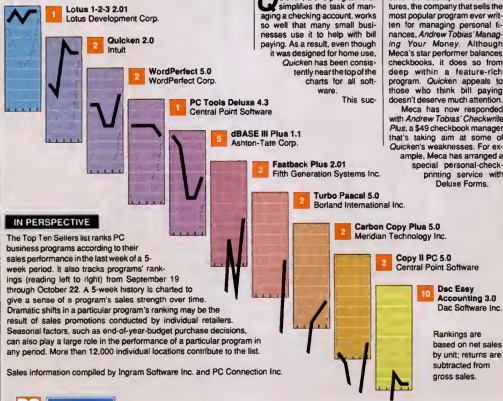 1 Lotus 1-2-3 2.01
Lotus Development Corp.
2 Quicken 2.0
Intuit
2 WordPerfect 5.0
WordPerfect Corp.
1 PC Tools Deluxe 4.3
Central Point Software
5 dBASE III Plus 1.1
Ashton-Tate Corp.
2 Fastback Plus 2.01
Fifth Generation Systems Inc.
2 Turbo Paacal 5.0
Borland International Inc.
2 Carbon Copy Plua 5.0
Meridian Technology Inc.
2 Copy II PC 5.0
Central Point Software
10 Dac Easy
Accounting 3.0
Dac Software Inc.
simplifies the task of man-
aging a checking account, works
so well that many small busi-
nesses use it to help with bill
paying. As a result, even though
it was designed for home use,
Quicken has been consis-
tently near the top of the
charts for all soft-
ware.
This suc-
tures, the company that sells the
most popular program ever writ-
ten for managing personal fi-
nances, Andrew Tobias' Manag-
ing Your Money. Although
Meca's star performer balances
checkbooks, it does so from
deep within a feature-rich
program. Quicken appeals to
those who think bill paying
doesn't deserve much attention.
Meca has now responded
with Andrew Tobias' Checkwrite
Plus, a $49 checkbook manager
that's taking aim at some of
Quicken's weaknesses. For ex-
ample, Meca has arranged a
special personal-check-
printing service with
Deluxe Forms.
IN PERSPECTIVE
The Top Ten Sellers list ranks PC
business programs according to their
sales performance in the last week of a 5-
week period. It also tracks programs' rank-
ings (reading left to right) from September 19
through October 22. A 5-week history is charted to
give a sense of a program's sales strength over time.
Dramatic shifts in a particular program's ranking may be the
result of sales promotions conducted by individual retailers.
Seasonal factors, such as end-of-year-budget purchase decisions,
can also play a large role in the performance of a particular program in
any period. More than 12,000 individual locations contribute to the list.
Sales information compiled by Ingram Software Inc. and PC Connection Inc.
Rankings are
based on net sales
by unit; returns are
subtracted from
gross sales.